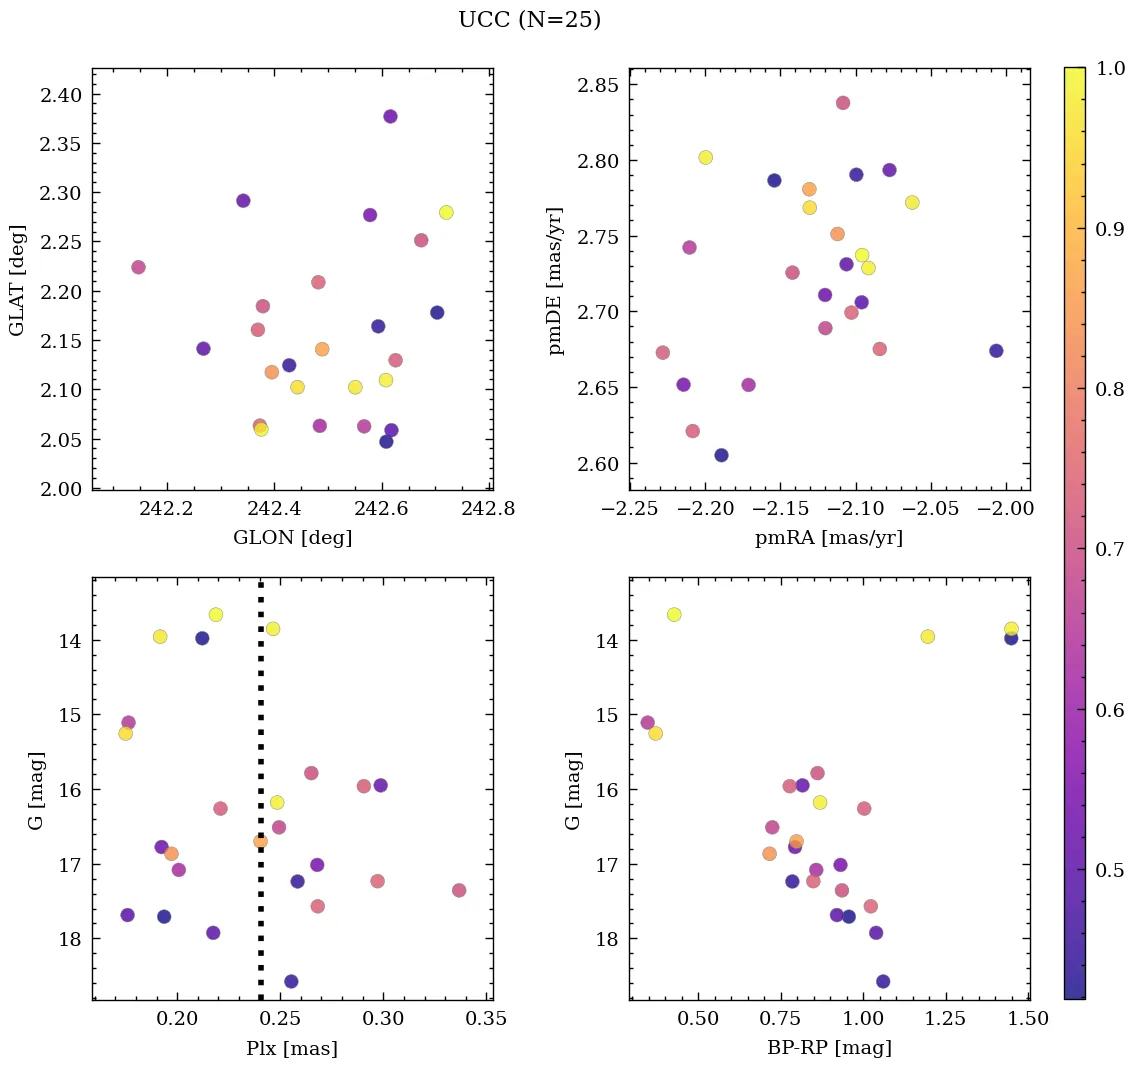 UCC (N=25)
2.40
2.35
2.30
2.25
2.20
2.15
2.10
2.05
2.00
GLAT [deg]
242.2 242.4 242.6 242.8
GLON [deg]
2.85
2.80
2.75
2.70
2.65
2.60
pmDE [mas/yr]
−2.25 −2.20 −2.15 −2.10 −2.05 −2.00
pmRA [mas/yr]
14
15
16
17
18
G [mag]
0.20 0.25 0.30 0.35
Plx [mas]
14
15
16
17
18
G [mag]
0.50 0.75 1.00 1.25 1.50
BP-RP [mag]
1.0
0.9
0.8
0.7
0.6
0.5